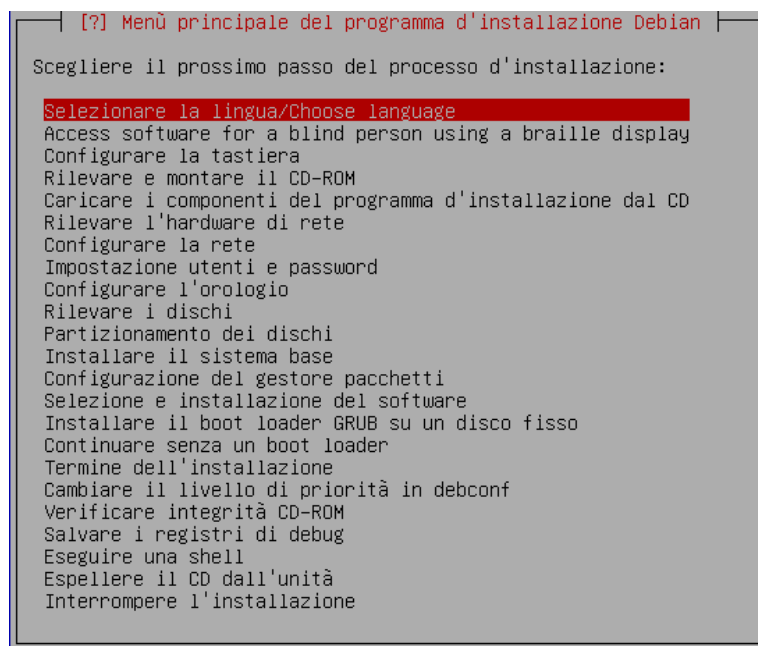 [?] Menù principale del programma d'installazione Debian
Scegliere il prossimo passo del processo d'installazione:
Selezionare la lingua/Choose language
Access software for a blind person using a braille display
Configurare la tastiera
Rilevare e montare il CD-ROM
Caricare i componenti del programma d'installazione dal CD
Rilevare l'hardware di rete
Configurare la rete
Impostazione utenti e password
Configurare l'orologio
Rilevare i dischi
Partizionamento dei dischi
Installare il sistema base
Configurazione del gestore pacchetti
Selezione e installazione del software
Installare il boot loader GRUB su un disco fisso
Continuare senza un boot loader
Termine dell'installazione
Cambiare il livello di priorità in debconf
Verificare integrità CD-ROM
Salvare i registri di debug
Eseguire una shell
Espellere il CD dall'unità
Interrompere l'installazione